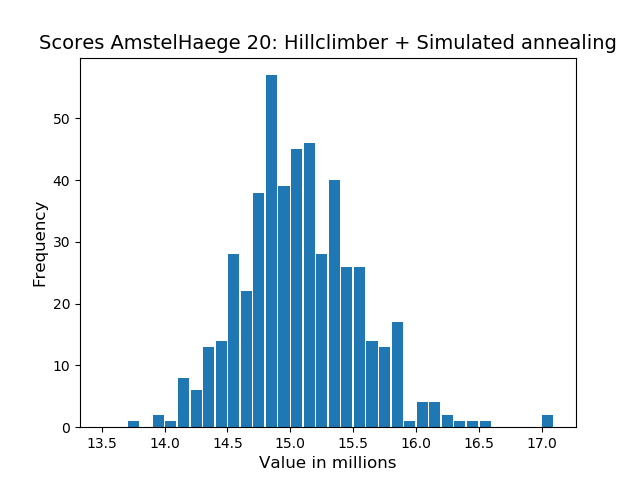 Scores AmstelHaege 20: Hillclimber + Simulated annealing
50
40
30
20
10
0
Frequency
13.5 14.0 14.5 15.0 15.5 16.0 16.5 17.0
Value in millions